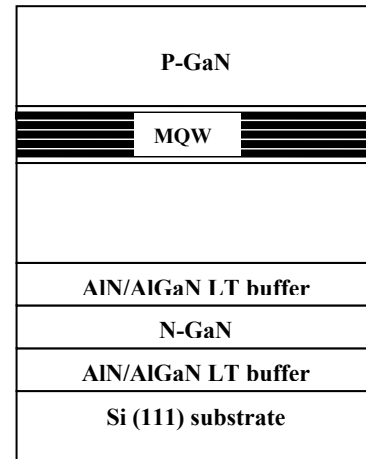 P-GaN
MQW
AlN/AlGaN LT buffer
N-GaN
AlN/AlGaN LT buffer
Si (111) substrate